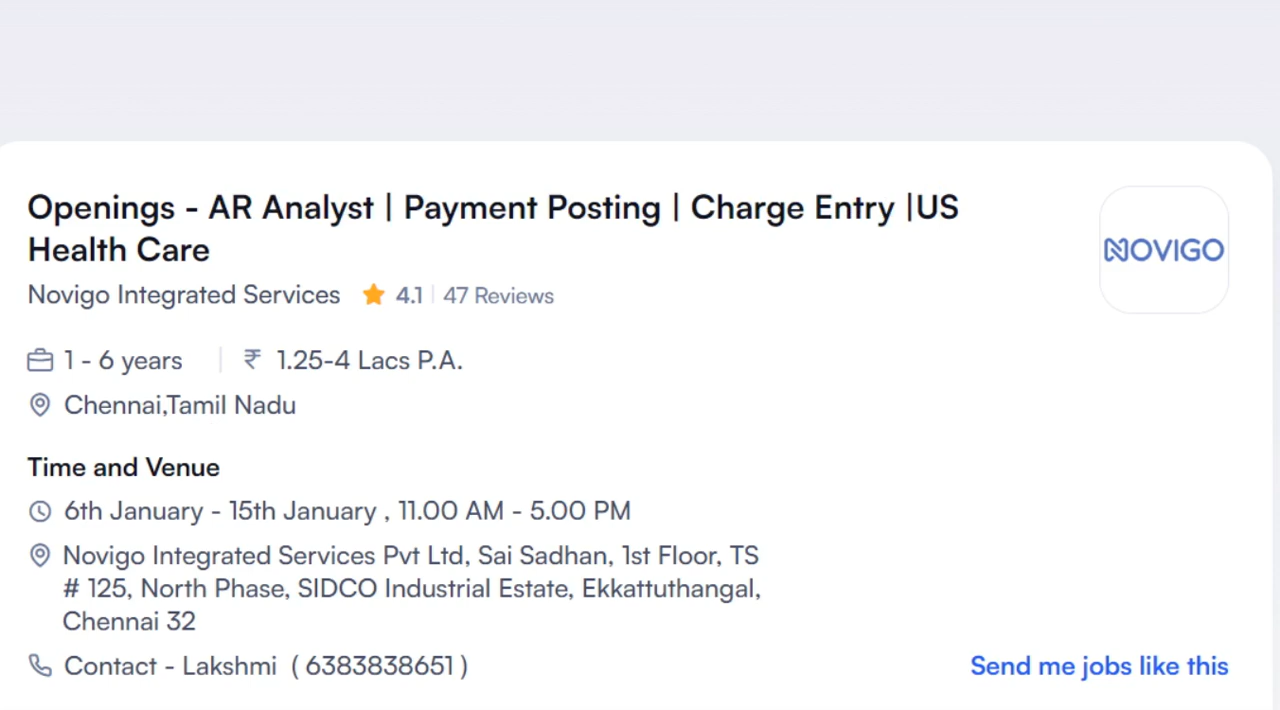 Openings - AR Analyst | Payment Posting | Charge Entry |US
Health Care
NOVIGO
Novigo Integrated Services 4.1 | 47 Reviews
1 - 6 years | ₹ 1.25-4 Lacs P.A.
Chennai,Tamil Nadu
Time and Venue
6th January - 15th January , 11.00 AM - 5.00 PM
Novigo Integrated Services Pvt Ltd, Sai Sadhan, 1st Floor, TS
# 125, North Phase, SIDCO Industrial Estate, Ekkattuthangal,
Chennai 32
Contact - Lakshmi ( 6383838651 )
Send me jobs like this